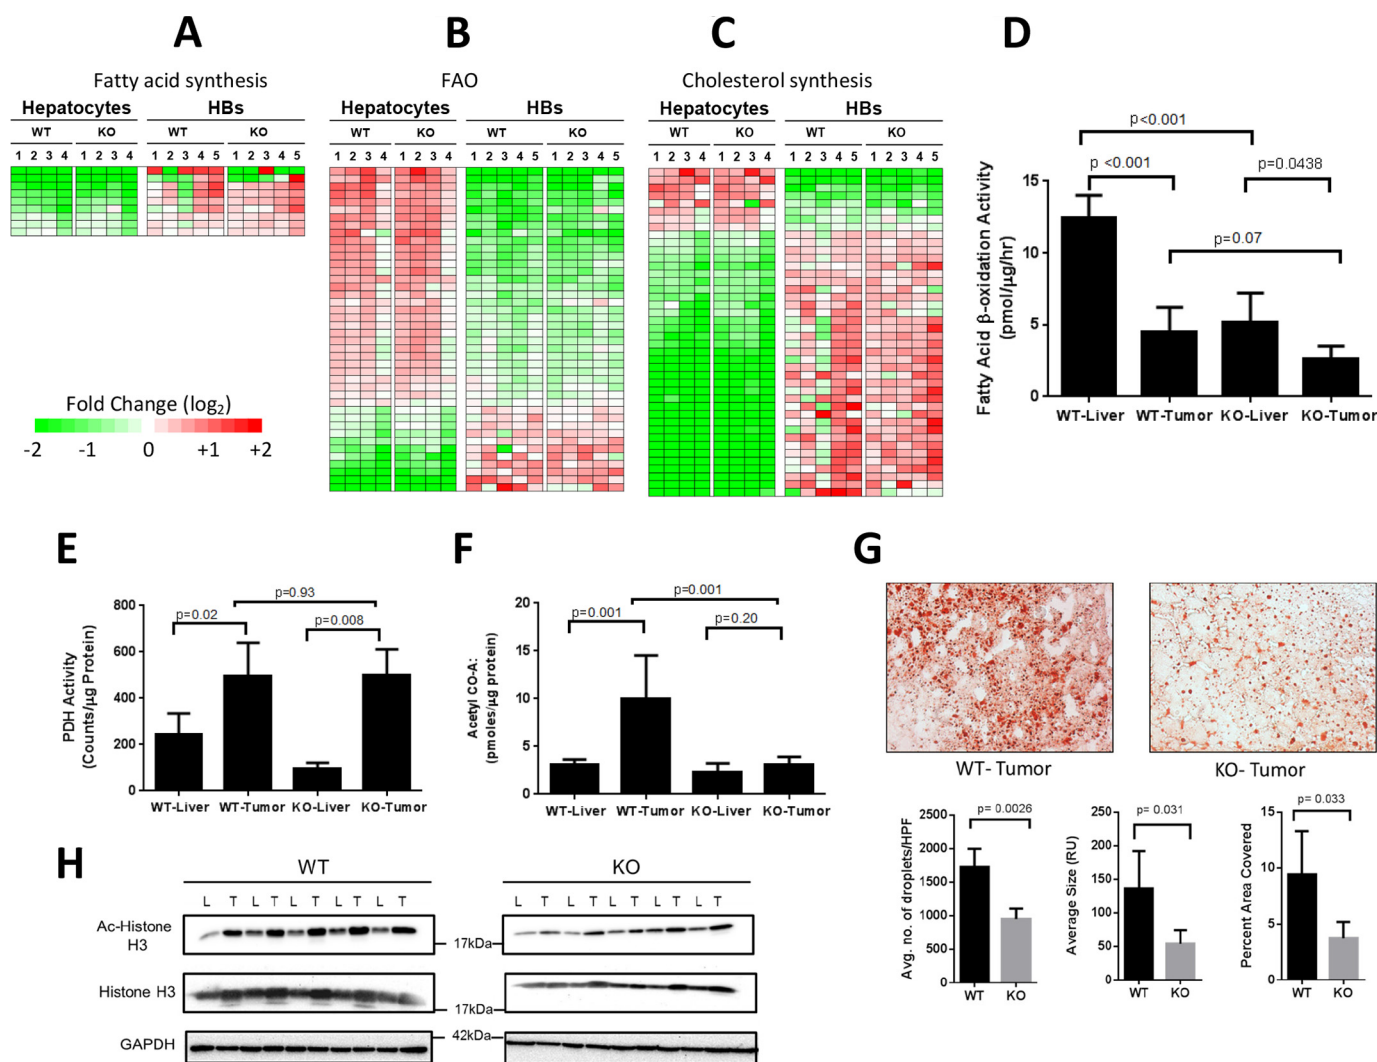 A
B
C
D
Fatty acid synthesis
FAO
Cholesterol synthesis
Hepatocytes HBs
Hepatocytes HBs
Hepatocytes HBs
WT KO WT KO
WT KO WT KO
WT KO WT KO
1 2 3 4 1 2 3 4 1 2 3 4 5 1 2 3 4 5
1 2 3 4 1 2 3 4 1 2 3 4 5 1 2 3 4 5
1 2 3 4 1 2 3 4 1 2 3 4 5 1 2 3 4 5
Fold Change (log2)
-2 -1 0 +1 +2
Fatty Acid β-oxidation Activity
(pmol/μg/hr)
15
10
5
0
p<0.001
p <0.001
p=0.0438
p=0.07
WT-Liver WT-Tumor KO-Liver KO-Tumor
E
PDH Activity
(Counts/μg Protein)
800
600
400
200
0
p=0.93
p=0.02
p=0.008
WT-Liver WT-Tumor KO-Liver KO-Tumor
F
Acetyl CO-A:
(pmoles/μg protein)
20
15
10
5
0
p=0.001
p=0.001
p=0.20
WT-Liver WT-Tumor KO-Liver KO-Tumor
G
WT- Tumor
KO- Tumor
Avg. no. of droplets/HPF
2500
2000
1500
1000
500
0
p= 0.0026
WT KO
Average Size (RU)
250
200
150
100
50
0
p= 0.031
WT KO
Percent Area Covered
15
10
5
0
p= 0.033
WT KO
H
WT
KO
L T L T L T L T L T
L T L T L T L T L T
Ac-Histone
H3
17kDa
Histone H3
17kDa
42kDa
GAPDH